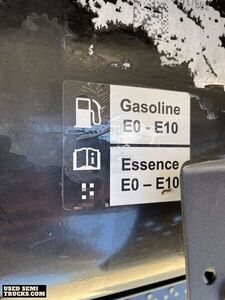 Gasoline
E0 - E10
Essence
E0 – E10
USED SEMI
TRUCKS.COM